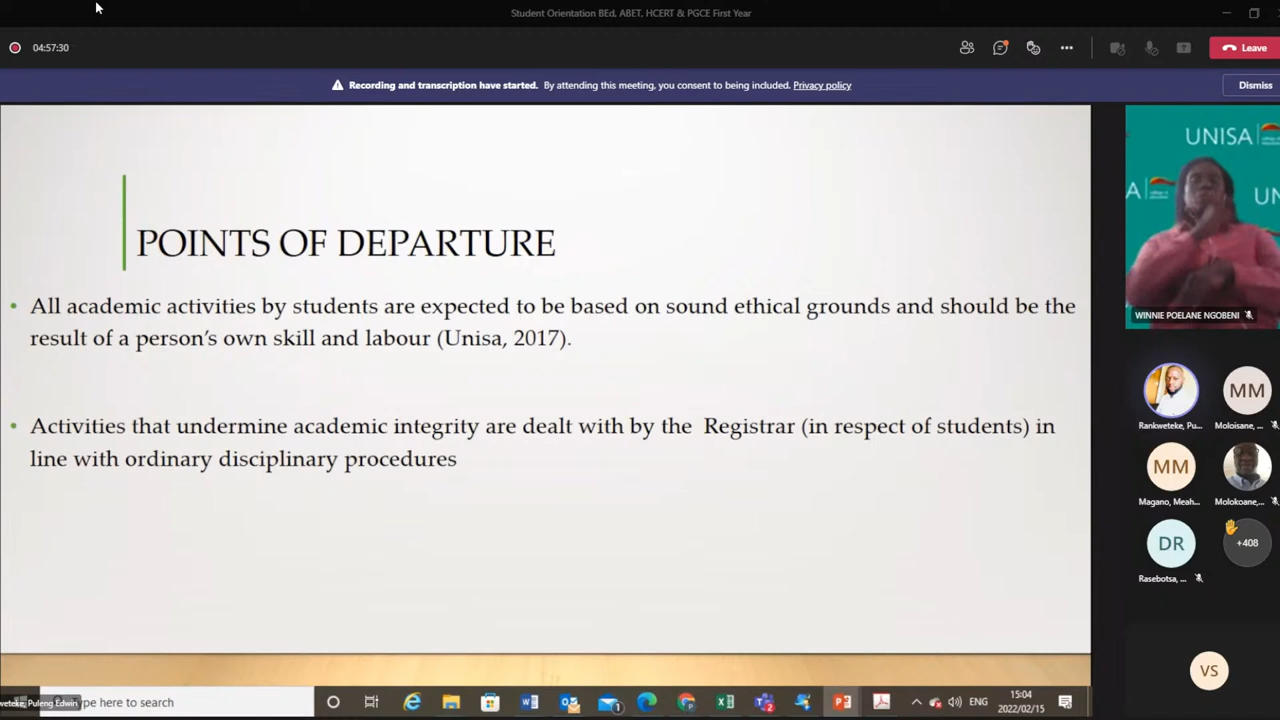 Student Orientation BEd, ABET, HCERT & PGCE First Year
04:57:30
Leave
Recording and transcription have started. By attending this meeting, you consent to being included. Privacy policy
Dismiss
POINTS OF DEPARTURE
• All academic activities by students are expected to be based on sound ethical grounds and should be the
result of a person's own skill and labour (Unisa, 2017).
• Activities that undermine academic integrity are dealt with by the Registrar (in respect of students) in
line with ordinary disciplinary procedures
UNISA
A
UN
WINNIE POELANE NGOBENI
Rankweteke, Pu...
MM
Moloisane, ...
MM
Magano, Meah...
Molokoane,...
DR
Rasebotsa, ...
+408
VS
weteke, Puleng Edwin
Type here to search
ENG
15:04
2022/02/15